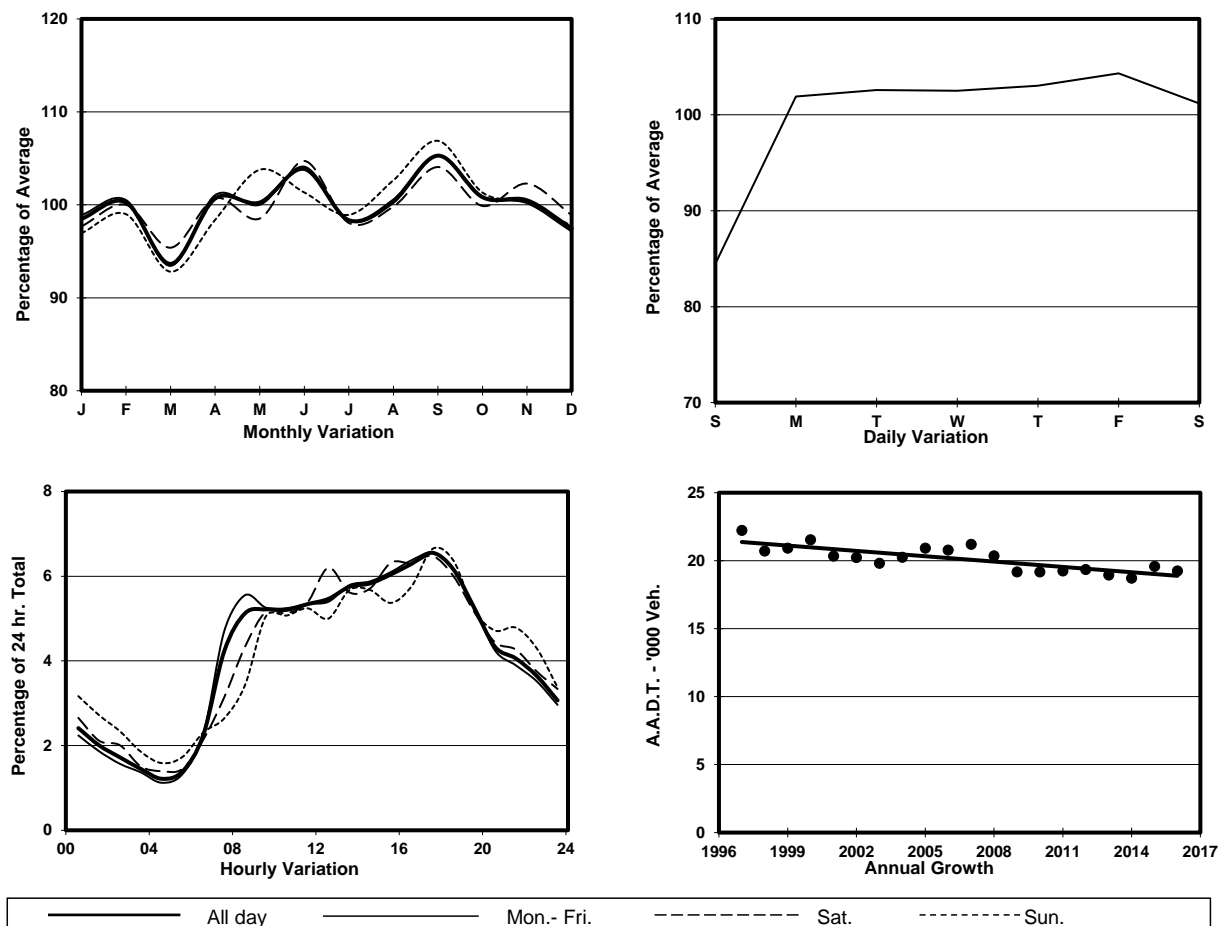 120
110
100
90
80
Percentage of Average
J F M A M J J A S O N D
Monthly Variation
110
100
90
80
70
Percentage of Average
S M T W T F S
Daily Variation
8
6
4
2
0
Percentage of 24 hr. Total
00 04 08 12 16 20 24
Hourly Variation
25
20
15
10
5
0
A.A.D.T. - '000 Veh.
1996 1999 2002 2005 2008 2011 2014 2017
Annual Growth
All day Mon.- Fri. Sat. Sun.